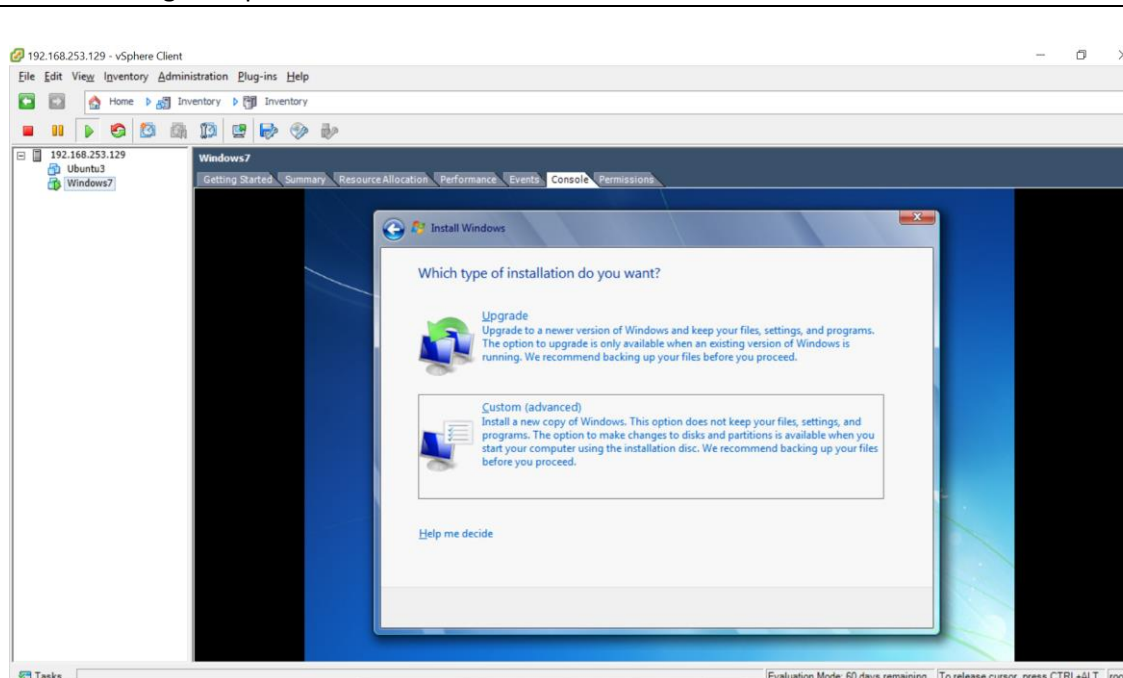 192.168.253.129 - vSphere Client
File Edit View Inventory Administration Plug-ins Help
Home Inventory Inventory
192.168.253.129
Ubuntu3
Windows7
Windows7
Getting Started Summary Resource Allocation Performance Events Console Permissions
Install Windows
Which type of installation do you want?
Upgrade
Upgrade to a newer version of Windows and keep your files, settings, and programs.
The option to upgrade is only available when an existing version of Windows is
running. We recommend backing up your files before you proceed.
Custom (advanced)
Install a new copy of Windows. This option does not keep your files, settings, and
programs. The option to make changes to disks and partitions is available when you
start your computer using the installation disc. We recommend backing up your files
before you proceed.
Help me decide
Tasks Evaluation Mode: 60 days remaining To release cursor, press CTRL+ALT